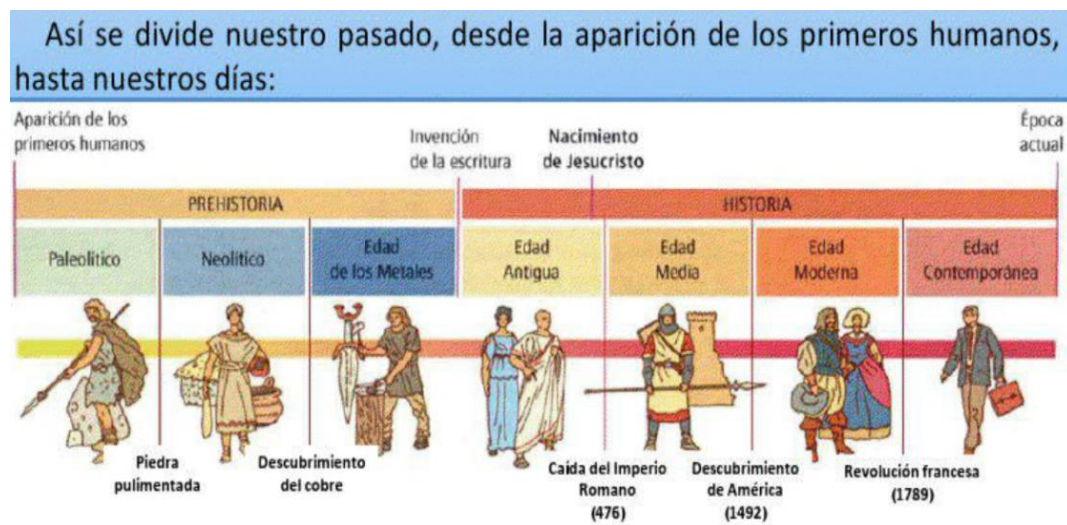 Así se divide nuestro pasado, desde la aparición de los primeros humanos,
hasta nuestros días:
Aparición de los
primeros humanos
Invención
de la escritura
Nacimiento
de Jesucristo
Época
actual
PREHISTORIA
HISTORIA
Paleolítico
Neolítico
Edad
de los Metales
Edad
Antigua
Edad
Media
Edad
Moderna
Edad
Contemporánea
Piedra
pulimentada
Descubrimiento
del cobre
Caída del Imperio
Romano
(476)
Descubrimiento
de América
(1492)
Revolución francesa
(1789)